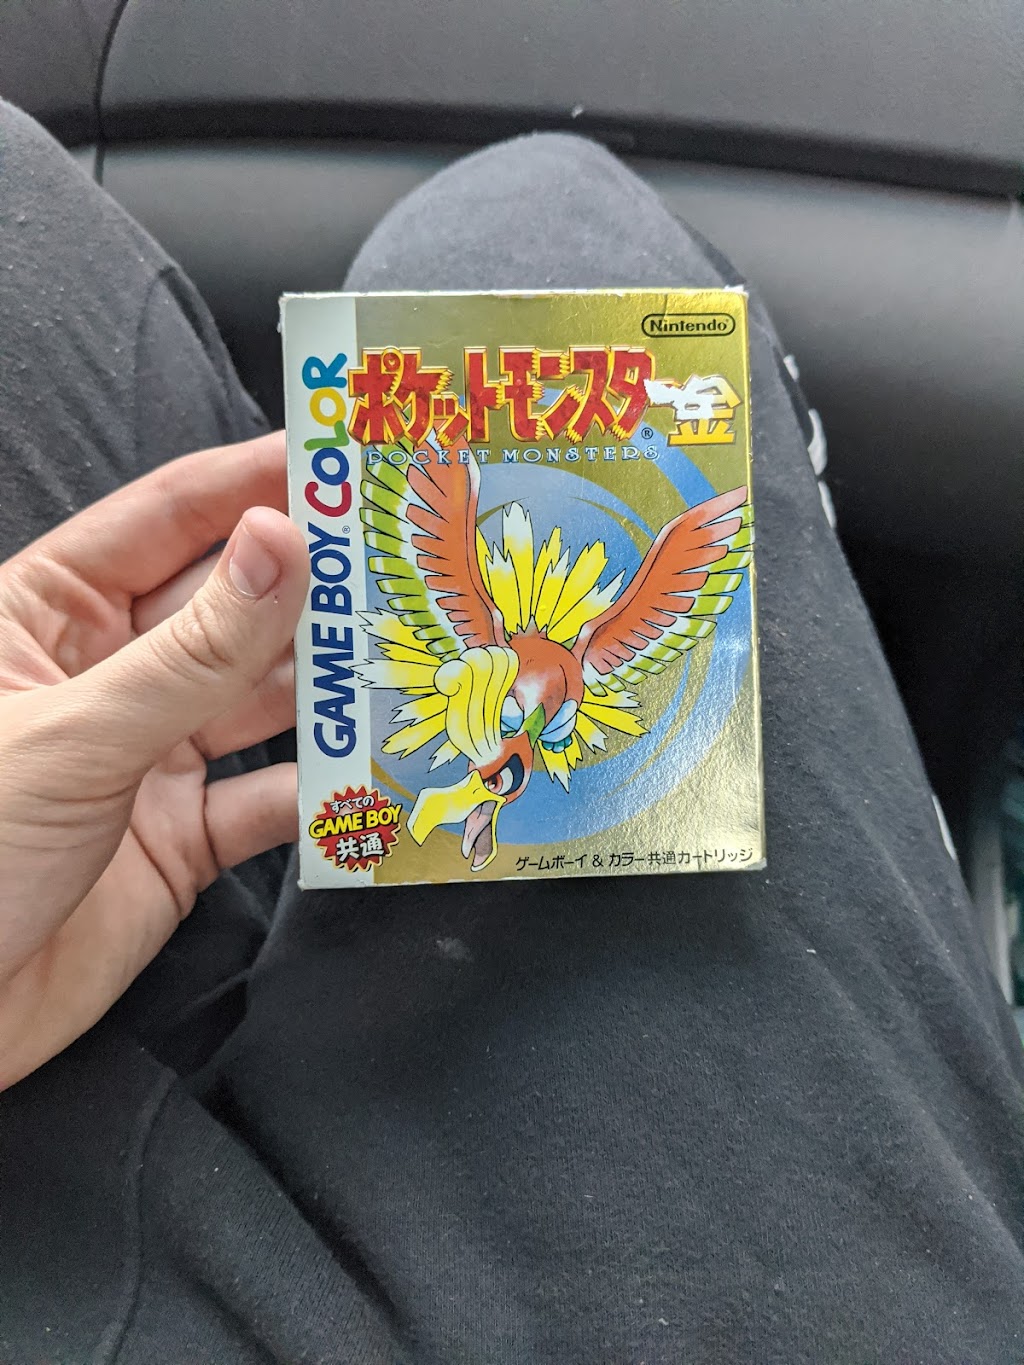 Nintendo®
ポケットモンスター金
POCKET MONSTERS
GAME BOY® COLOR
すべての
GAME BOY
共通
ゲームボーイ & カラー共通カートリッジ